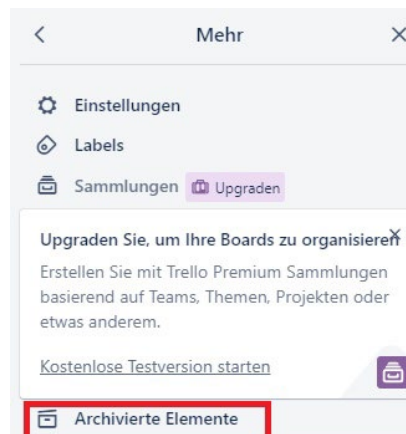 Mehr
Einstellungen
Labels
Sammlungen Upgraden
Upgraden Sie, um Ihre Boards zu organisieren
Erstellen Sie mit Trello Premium Sammlungen
basierend auf Teams, Themen, Projekten oder
etwas anderem.
Kostenlose Testversion starten
Archivierte Elemente